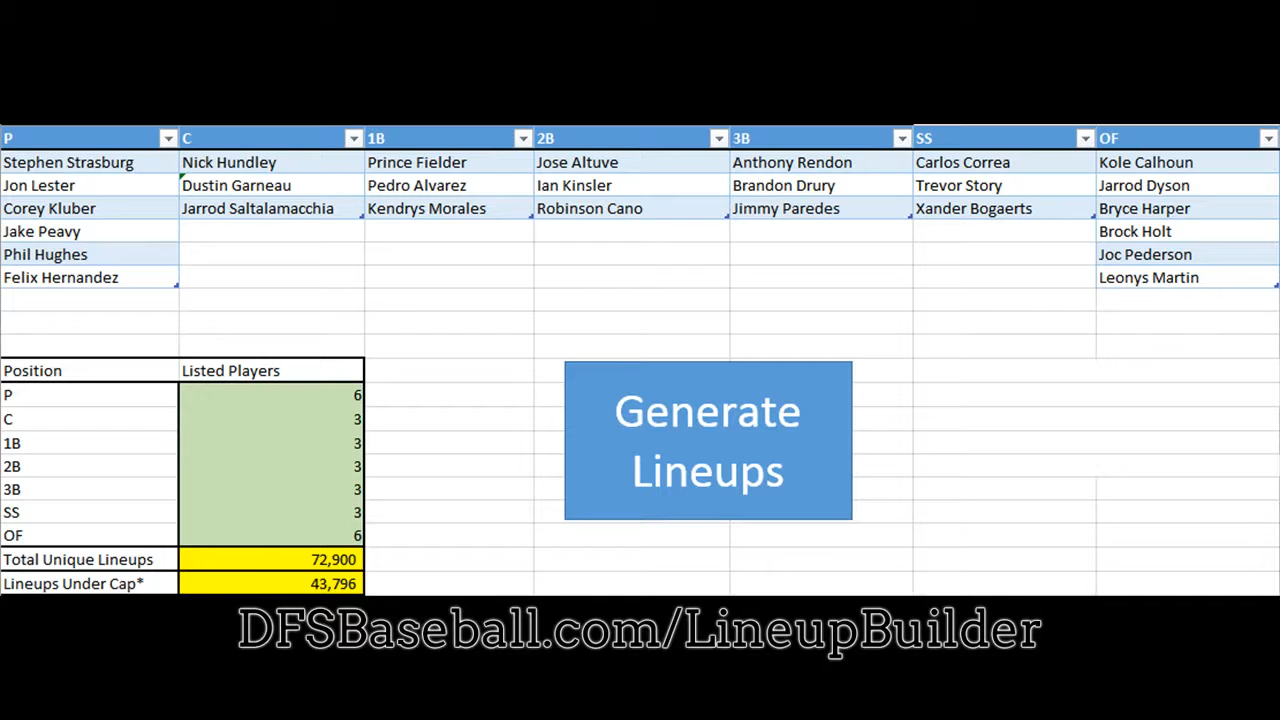 P C 1B 2B 3B SS OF
Stephen Strasburg Nick Hundley Prince Fielder Jose Altuve Anthony Rendon Carlos Correa Kole Calhoun
Jon Lester Dustin Garneau Pedro Alvarez Ian Kinsler Brandon Drury Trevor Story Jarrod Dyson
Corey Kluber Jarrod Saltalamacchia Kendrys Morales Robinson Cano Jimmy Paredes Xander Bogaerts Bryce Harper
Jake Peavy Brock Holt
Phil Hughes Joc Pederson
Felix Hernandez Leonys Martin
Position Listed Players
P 6
C 3
1B 3
2B 3
3B 3
SS 3
OF 6
Total Unique Lineups 72,900
Lineups Under Cap* 43,796
Generate
Lineups
DFSBaseball.com/LineupBuilder